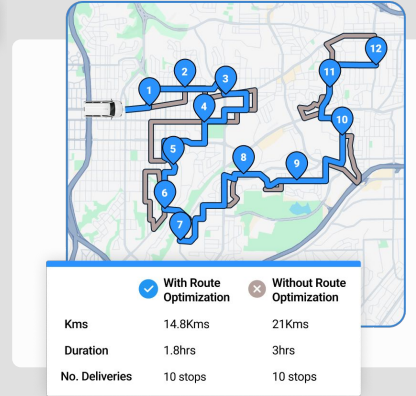 12
11
2
3
1
4
10
5
8
9
6
7
With Route Optimization
Without Route Optimization
Kms 14.8Kms 21Kms
Duration 1.8hrs 3hrs
No. Deliveries 10 stops 10 stops